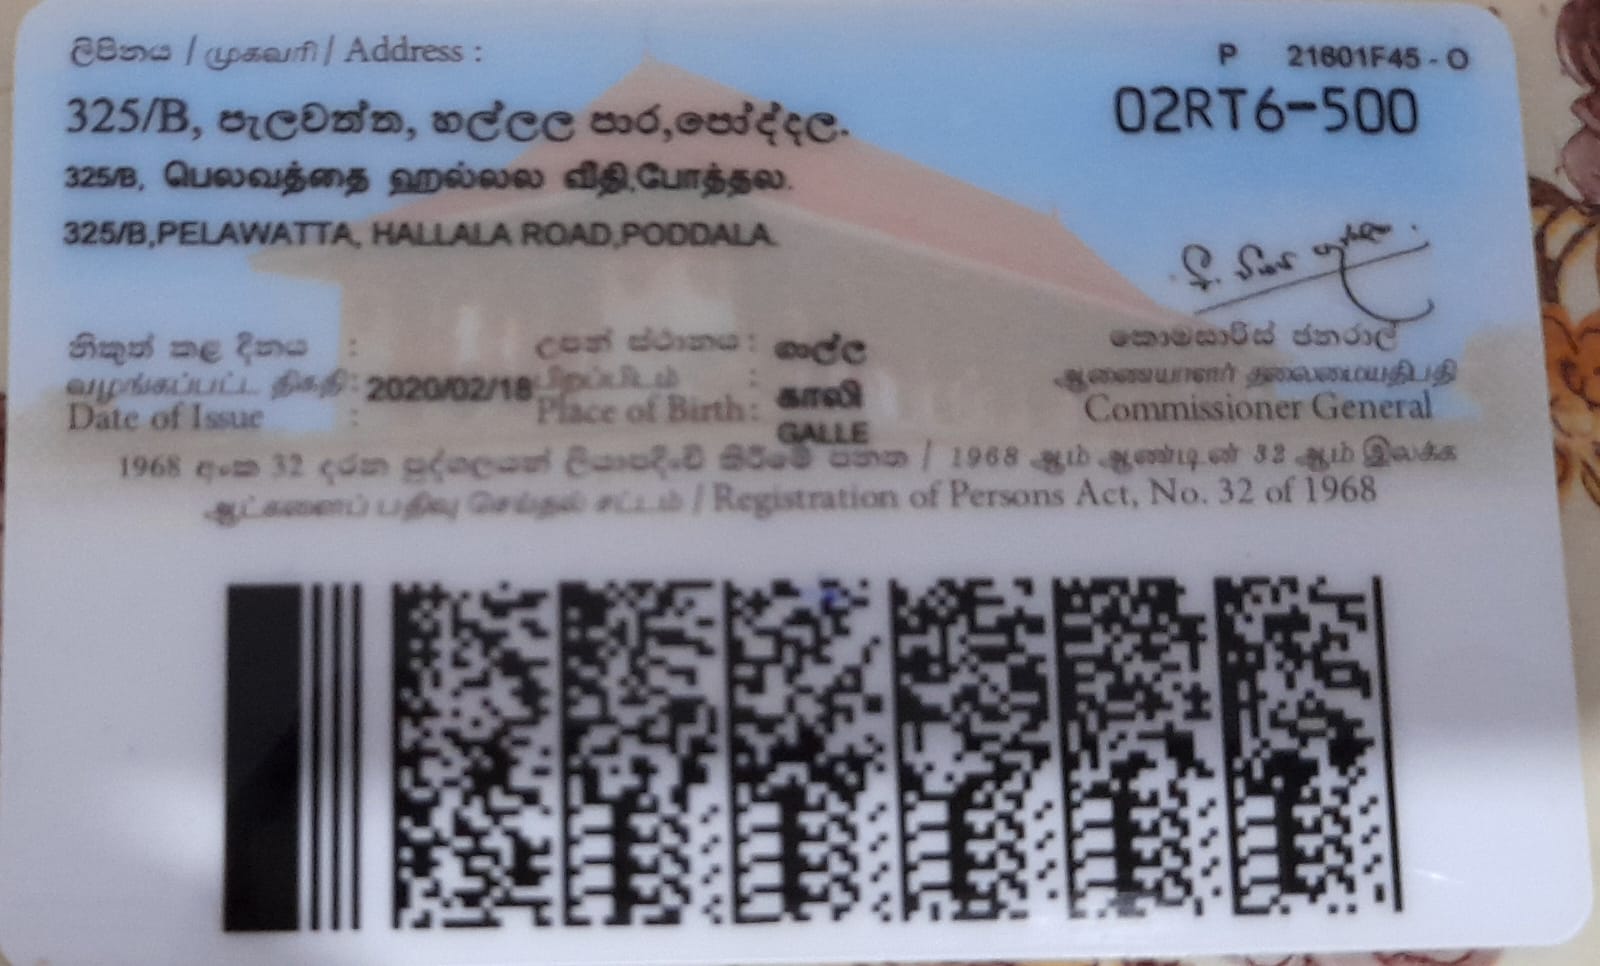 ලිපිනය / முகவரி / Address :
P 21601F45 - O
02RT6-500
325/B, පැලවත්ත, හල්ලල පාර,පෝද්දල.
325/B, பெலவத்தை ஹல்லல வீதி,போத்தல.
325/B,PELAWATTA, HALLALA ROAD,PODDALA.
නිකුත් කළ දිනය :
வழங்கப்பட்ட திகதி: 2020/02/18
Date of Issue :
උපන් ස්ථානය : ගාල්ල
பிறப்பிடம் : காலி
Place of Birth : GALLE
කොමසාරිස් ජනරාල්
ஆணையாளர் தலைமையதிபதி
Commissioner General
1968 අංක 32 දරන පුද්ගලයන් ලියාපදිංචි කිරීමේ පනත / 1968 ஆம் ஆண்டின் 32 ஆம் இலக்க
ஆட்களைப் பதிவு செய்தல் சட்டம் / Registration of Persons Act, No. 32 of 1968